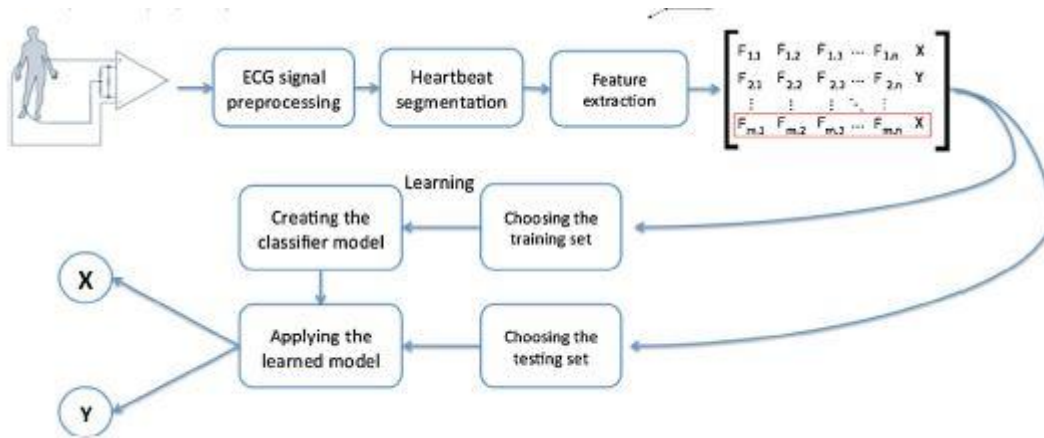 ECG signal
preprocessing
Heartbeat
segmentation
Feature
extraction
F1,1 F1,2 F1,3 ... F1,n X
F2,1 F2,2 F2,3 ... F2,n Y
⋮ ⋮ ⋮ ⋱ ⋮
Fm,1 Fm,2 Fm,3 ... Fm,n X
Learning
Creating the
classifier model
Choosing the
training set
X
Applying the
learned model
Choosing the
testing set
Y